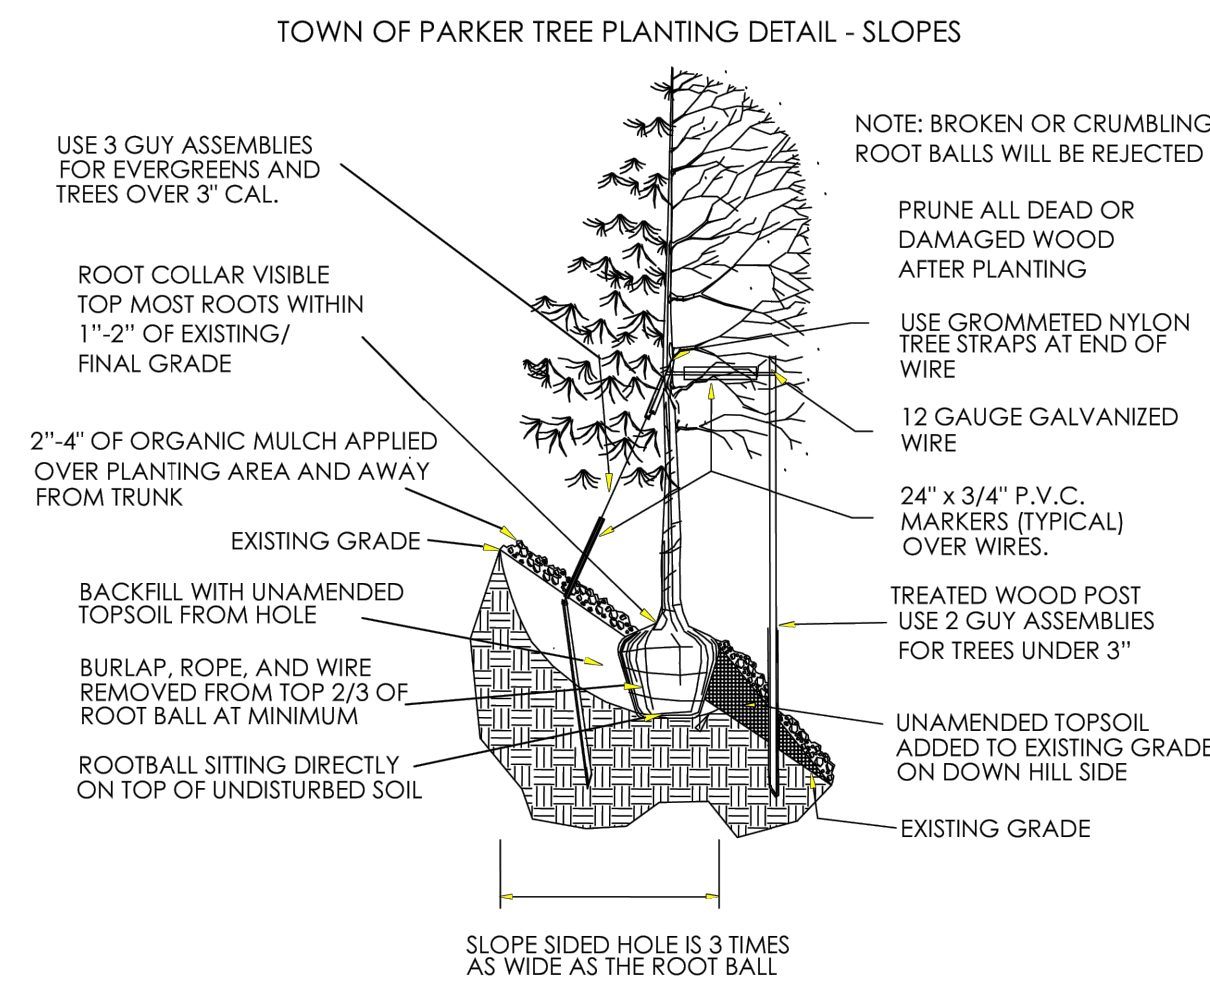 TOWN OF PARKER TREE PLANTING DETAIL - SLOPES
USE 3 GUY ASSEMBLIES
FOR EVERGREENS AND
TREES OVER 3" CAL.
ROOT COLLAR VISIBLE
TOP MOST ROOTS WITHIN
1”-2” OF EXISTING/
FINAL GRADE
2”-4" OF ORGANIC MULCH APPLIED
OVER PLANTING AREA AND AWAY
FROM TRUNK
EXISTING GRADE
BACKFILL WITH UNAMENDED
TOPSOIL FROM HOLE
BURLAP, ROPE, AND WIRE
REMOVED FROM TOP 2/3 OF
ROOT BALL AT MINIMUM
ROOTBALL SITTING DIRECTLY
ON TOP OF UNDISTURBED SOIL
NOTE: BROKEN OR CRUMBLING
ROOT BALLS WILL BE REJECTED
PRUNE ALL DEAD OR
DAMAGED WOOD
AFTER PLANTING
USE GROMMETED NYLON
TREE STRAPS AT END OF
WIRE
12 GAUGE GALVANIZED
WIRE
24" x 3/4" P.V.C.
MARKERS (TYPICAL)
OVER WIRES.
TREATED WOOD POST
USE 2 GUY ASSEMBLIES
FOR TREES UNDER 3”
UNAMENDED TOPSOIL
ADDED TO EXISTING GRADE
ON DOWN HILL SIDE
EXISTING GRADE
SLOPE SIDED HOLE IS 3 TIMES
AS WIDE AS THE ROOT BALL